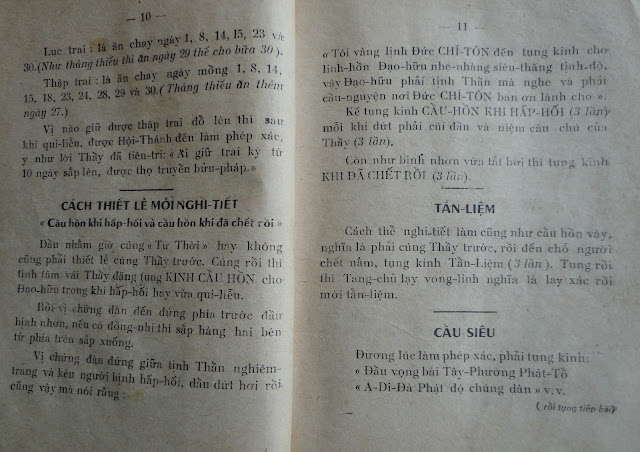 — 10 —
Lục trai : là ăn chay ngày 1, 8, 14, 15, 23 và
30. (Như tháng thiếu thì ăn ngày 29 thế cho bữa 30).
Thập trai : là ăn chay ngày mồng 1, 8, 14,
15, 18, 23, 24, 28, 29 và 30. (Tháng thiếu ăn thêm
ngày 27.)
Vị nào giữ được thập trai đổ lên thì sau
khi qui-liễu, được Hội-Thánh đến làm phép xác,
y như lời Thầy đã tiên-tri: «Ai giữ trai kỳ từ
10 ngày sắp lên, được thọ truyền bửu-pháp.»
CÁCH THIẾT LỄ MỖI NGHI-TIẾT
« Cầu hồn khi hấp-hối và cầu hồn khi đã chết rồi »
Dầu nhằm giờ cúng « Tứ Thời » hay không
cũng phải thiết lễ cúng Thầy trước. Cúng rồi thì
tịnh tâm vái Thầy đặng tụng KINH CẦU HỒN cho
Đạo-hữu trong khi hấp-hối hay vừa qui-liễu.
Rồi vị chứng đàn đến đứng phía trước đầu
bịnh nhơn, nếu có đồng-nhi thì sắp hàng hai bên
từ phía trên sắp xuống.
Vị chứng đàn đứng giữa tịnh Thần nghiêm-
trang và kêu người bịnh hấp-hối, dầu dứt hơi rồi
cũng vậy mà nói rằng :
— 11 —
« Tôi vâng lịnh Đức CHÍ-TÔN đến tụng kinh cho
linh-hồn Đạo-hữu nhẹ-nhàng siêu-thăng tịnh-độ,
vậy Đạo-hữu phải tịnh Thần mà nghe và phải
cầu-nguyện nơi Đức CHÍ-TÔN ban ơn lành cho ».
Kế tụng kinh CẦU-HỒN KHI HẤP-HỐI (3 lần)
mỗi khi dứt phải cúi đầu và niệm câu chú của
Thầy (3 lần).
Còn như bịnh nhơn vừa tắt hơi thì tụng kinh
KHI ĐÃ CHẾT RỒI (3 lần).
TẨN-LIỆM
Cách thề nghi-tiết làm cũng như cầu hồn vậy,
nghĩa là phải cúng Thầy trước, rồi đến chỗ người
chết nằm, tụng kinh Tẩn-Liệm (3 lần). Tụng rồi
thì Tang-chủ lạy vong-linh nghĩa là lạy xác rồi
mới tẩn-liệm.
CẦU SIÊU
Đương lúc làm phép xác, phải tụng kinh:
« Đầu vọng bái Tây-Phương Phật-Tổ
« A-Di-Đà Phật độ chúng dân » v.v.
( rồi tụng tiếp bài)